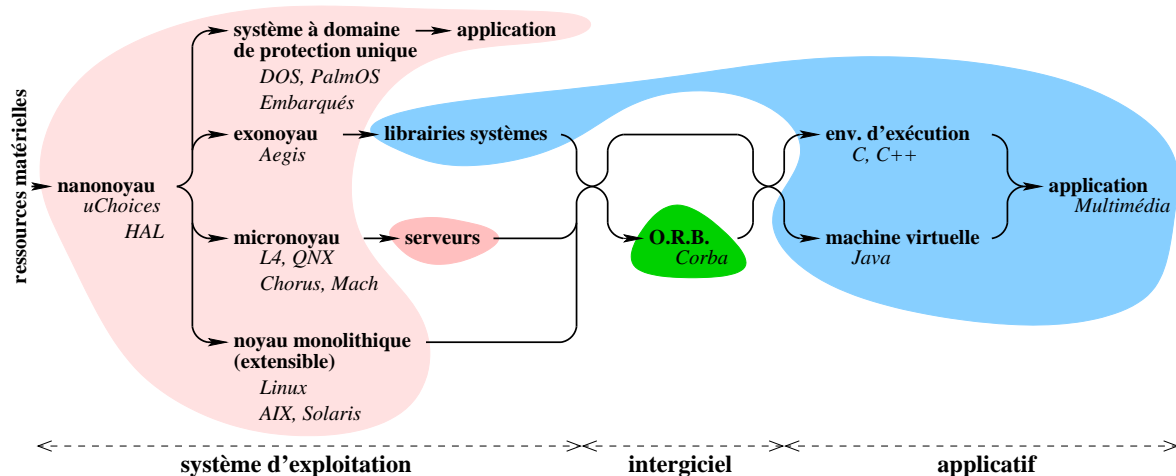 ressources matérielles
nanonoyau
uChoices
HAL
système à domaine
de protection unique
DOS, PalmOS
Embarqués
application
exonoyau
Aegis
librairies systèmes
micronoyau
L4, QNX
Chorus, Mach
serveurs
noyau monolithique
(extensible)
Linux
AIX, Solaris
O.R.B.
Corba
env. d'exécution
C, C++
machine virtuelle
Java
application
Multimédia
système d'exploitation
intergiciel
applicatif